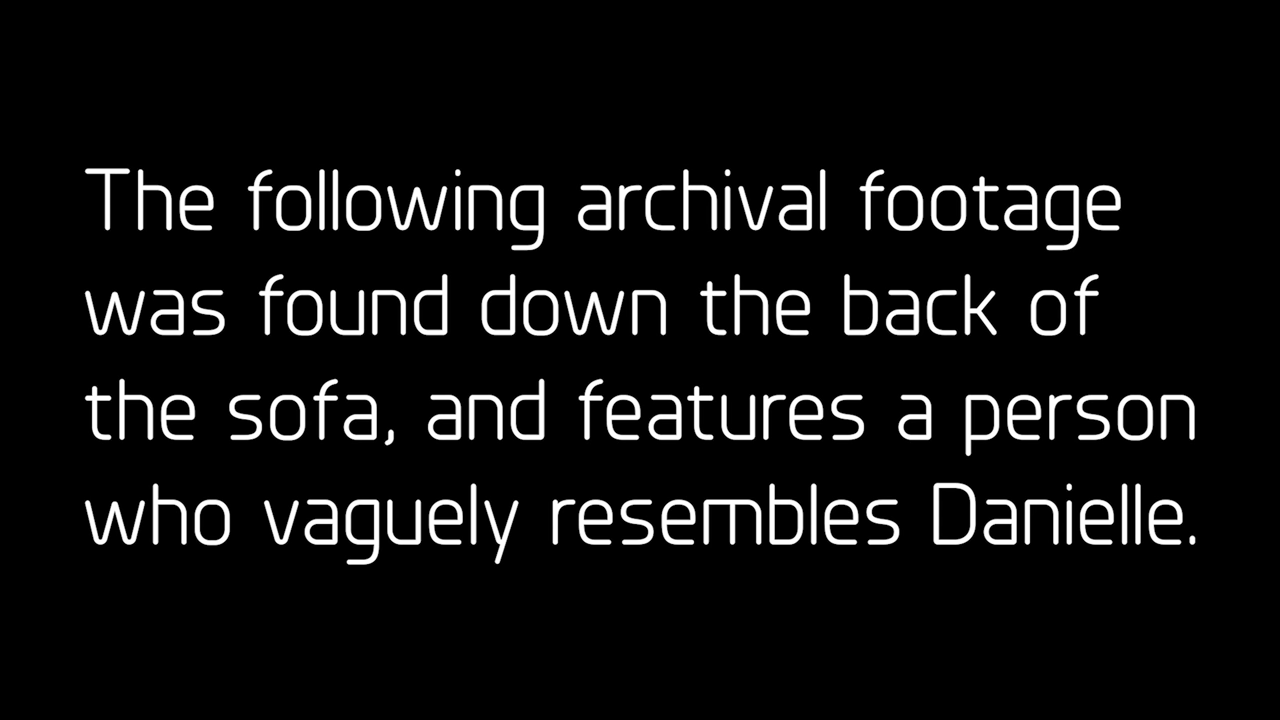 The following archival footage
was found down the back of
the sofa, and features a person
who vaguely resembles Danielle.